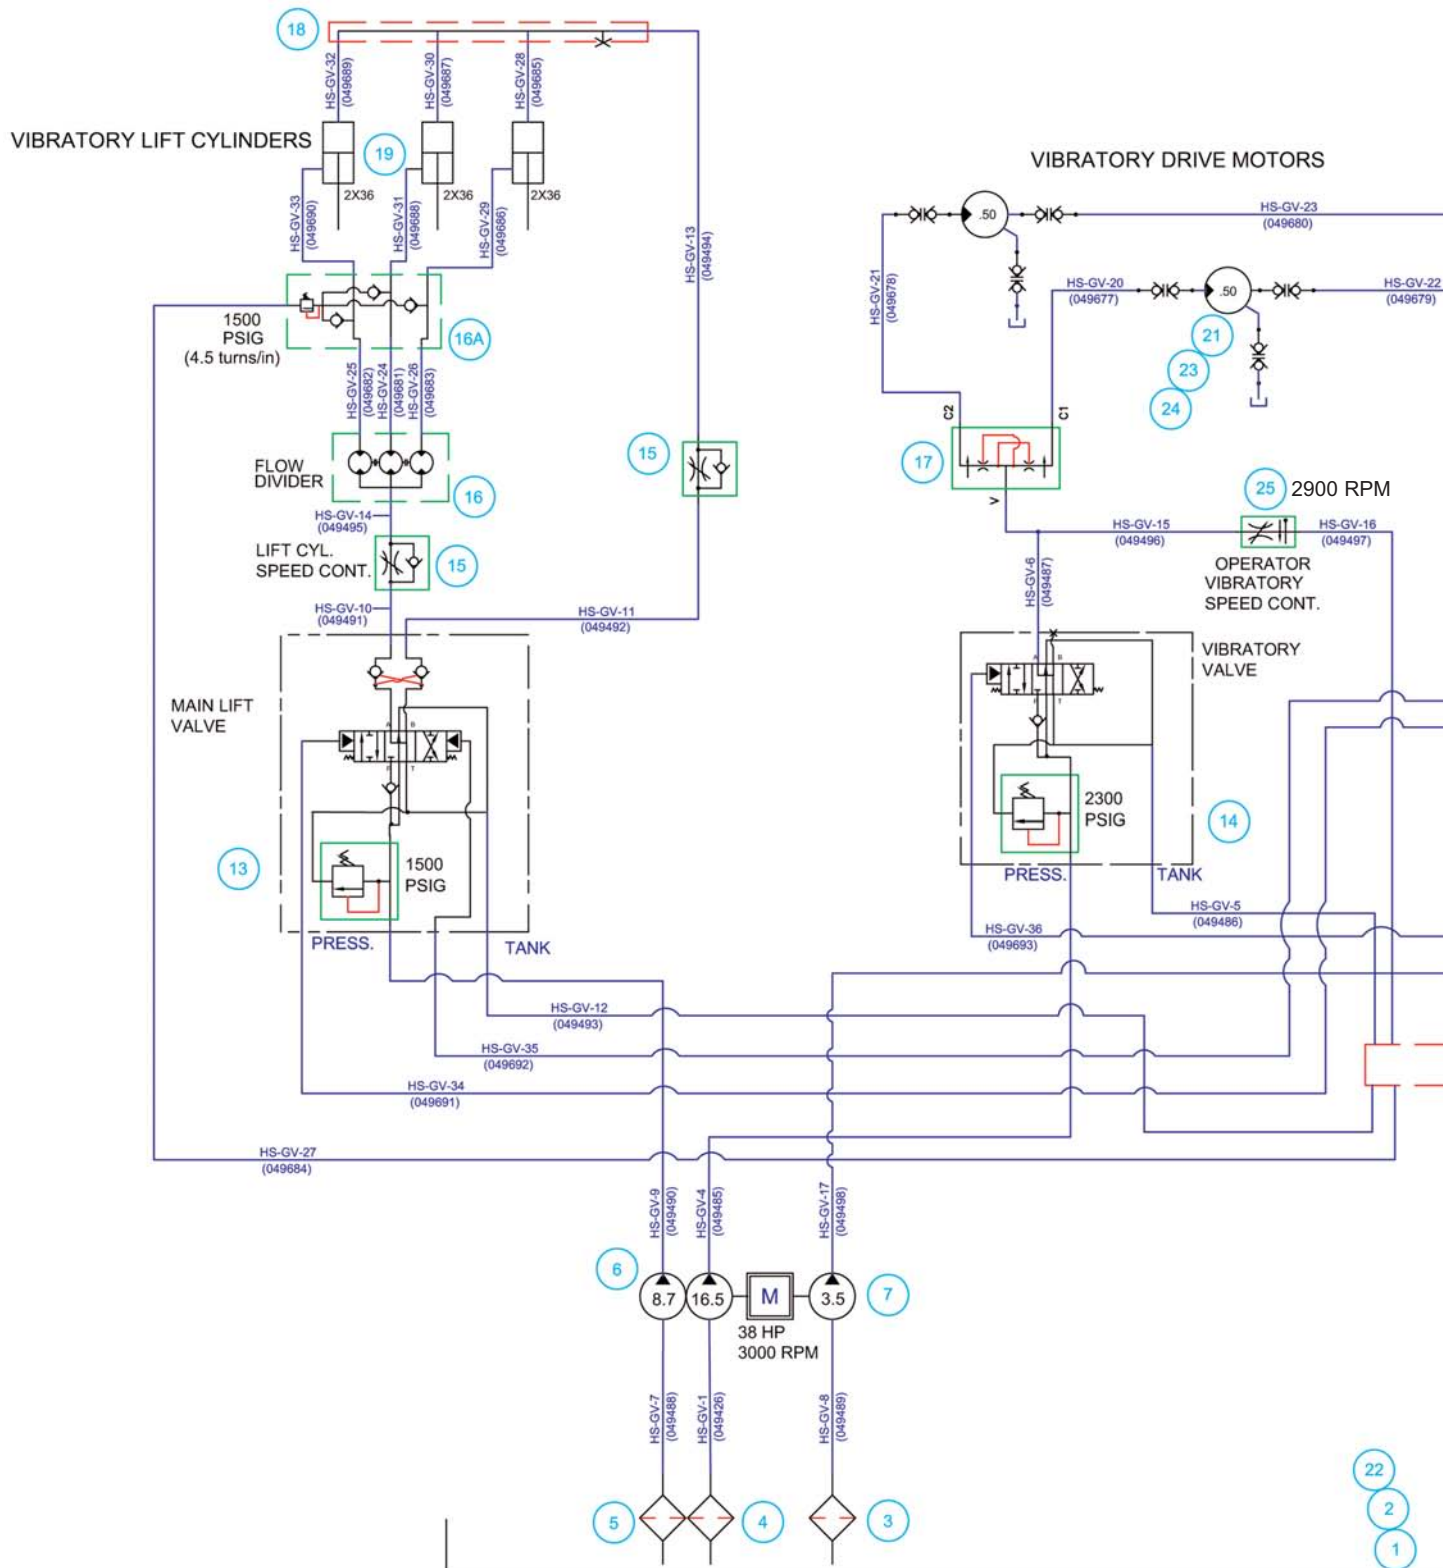 18
HS-GV-32
(049689)
HS-GV-30
(049687)
HS-GV-28
(049685)
VIBRATORY LIFT CYLINDERS
19
2X36
2X36
2X36
HS-GV-33
(049690)
HS-GV-31
(049688)
HS-GV-29
(049686)
HS-GV-13
(049494)
1500
PSIG
(4.5 turns/in)
16A
HS-GV-25
(049682)
HS-GV-24
(049681)
HS-GV-26
(049683)
FLOW
DIVIDER
16
15
HS-GV-14
(049495)
LIFT CYL.
SPEED CONT.
15
HS-GV-10
(049491)
HS-GV-11
(049492)
MAIN LIFT
VALVE
A
B
P
T
13
1500
PSIG
PRESS.
TANK
VIBRATORY DRIVE MOTORS
.50
HS-GV-23
(049680)
HS-GV-21
(049678)
HS-GV-20
(049677)
.50
HS-GV-22
(049679)
21
23
24
C2
C1
17
V
25
2900 RPM
HS-GV-15
(049496)
HS-GV-16
(049497)
OPERATOR
VIBRATORY
SPEED CONT.
HS-GV-6
(049487)
VIBRATORY
VALVE
A
B
P
T
2300
PSIG
14
PRESS.
TANK
HS-GV-5
(049486)
HS-GV-36
(049693)
HS-GV-12
(049493)
HS-GV-35
(049692)
HS-GV-34
(049691)
HS-GV-27
(049684)
HS-GV-9
(049490)
HS-GV-4
(049485)
HS-GV-17
(049498)
6
8.7
16.5
M
3.5
7
38 HP
3000 RPM
HS-GV-7
(049488)
HS-GV-1
(049426)
HS-GV-8
(049489)
5
4
3
22
2
1